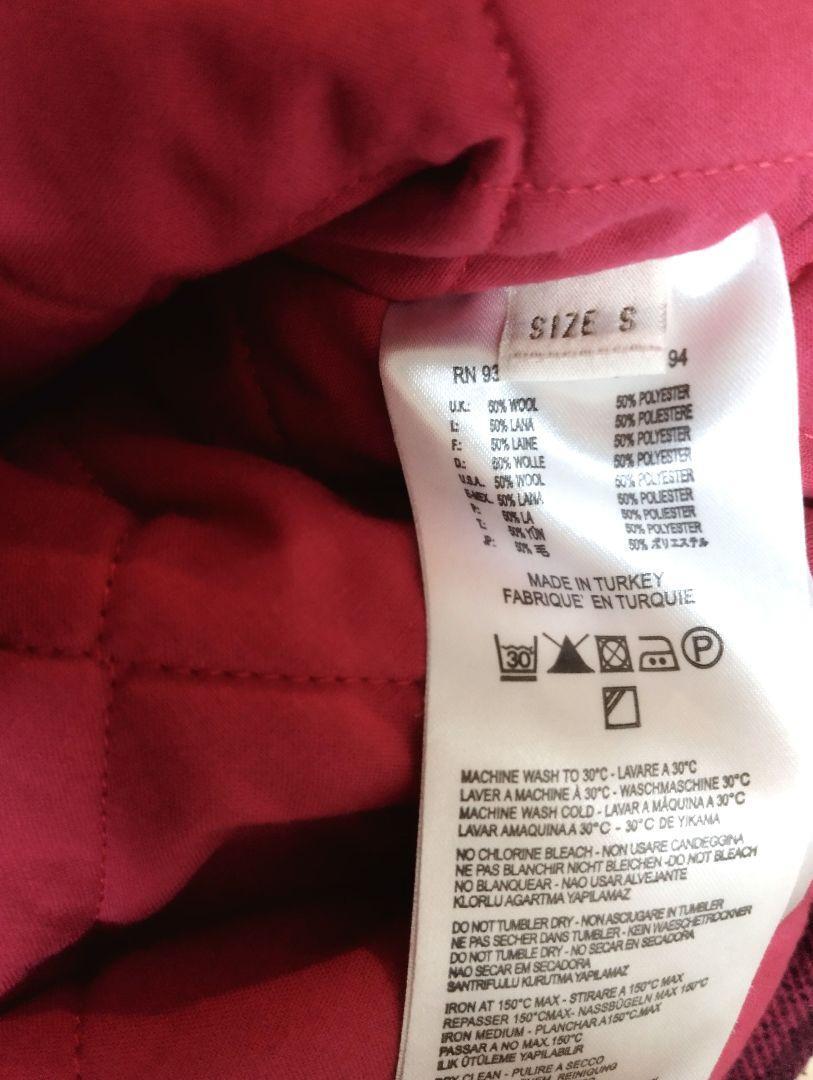 SIZE S
RN 93 94
U.K.: 50% WOOL 50% POLYESTER
I.: 50% LANA 50% POLIESTERE
F.: 50% LAINE 50% POLYESTER
D.: 50% WOLLE 50% POLYESTER
U.S.A. 50% WOOL 50% POLYESTER
E-MEX. 50% LANA 50% POLIESTER
P.: 50% LA 50% POLIESTER
T.: 50% YÜN 50% POLYESTER
JP.: 50% 毛 50% ポリエステル
MADE IN TURKEY
FABRIQUE' EN TURQUIE
30 P
MACHINE WASH TO 30°C - LAVARE A 30°C
LAVER A MACHINE À 30°C - WASCHMASCHINE 30°C
MACHINE WASH COLD - LAVAR A MÁQUINA A 30°C
LAVAR AMAQUINA A 30°C - 30°C DE YIKAMA
NO CHLORINE BLEACH - NON USARE CANDEGGINA
NE PAS BLANCHIR NICHT BLEICHEN -DO NOT BLEACH
NO BLANQUEAR - NAO USAR ALVEJANTE
KLORLU AGARTMA YAPILAMAZ
DO NOT TUMBLER DRY - NON ASCIUGARE IN TUMBLER
NE PAS SECHER DANS TUMBLER - KEIN WAESCHETROCKNER
DO NOT TUMBLE DRY - NO SECAR EN SECADORA
NAO SECAR EM SECADORA
SANTRIFUJLU KURUTMA YAPILAMAZ
IRON AT 150°C MAX - STIRARE A 150°C MAX
REPASSER 150°CMAX- NASSBÜGELN MAX 150°C
IRON MEDIUM - PLANCHAR A150°C.MAX
PASSAR A NO MAX.150°C
ILIK ÜTÜLEME YAPILABILIR
DRY CLEAN - PULIRE A SECCO
REINIGUNG